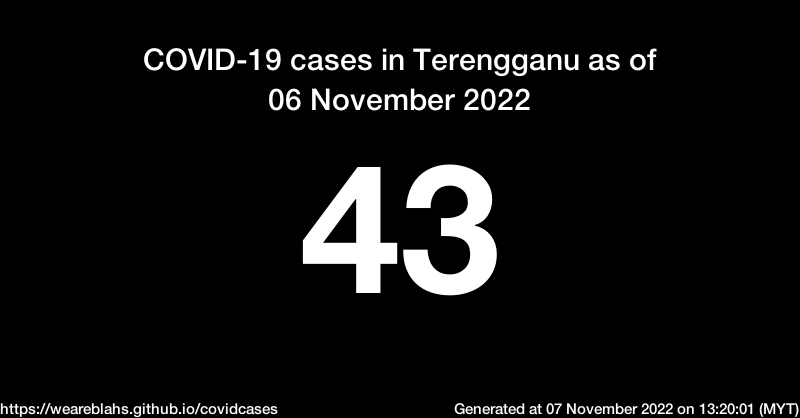 COVID-19 cases in Terengganu as of
06 November 2022
43
https://weareblahs.github.io/covidcases
Generated at 07 November 2022 on 13:20:01 (MYT)